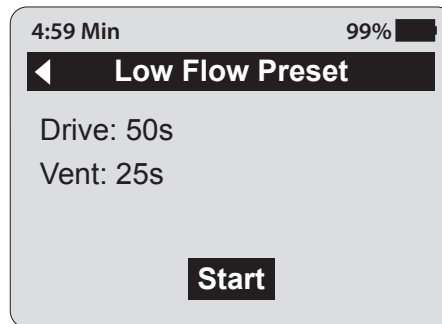 4:59 Min 99%
Low Flow Preset
Drive: 50s
Vent: 25s
Start